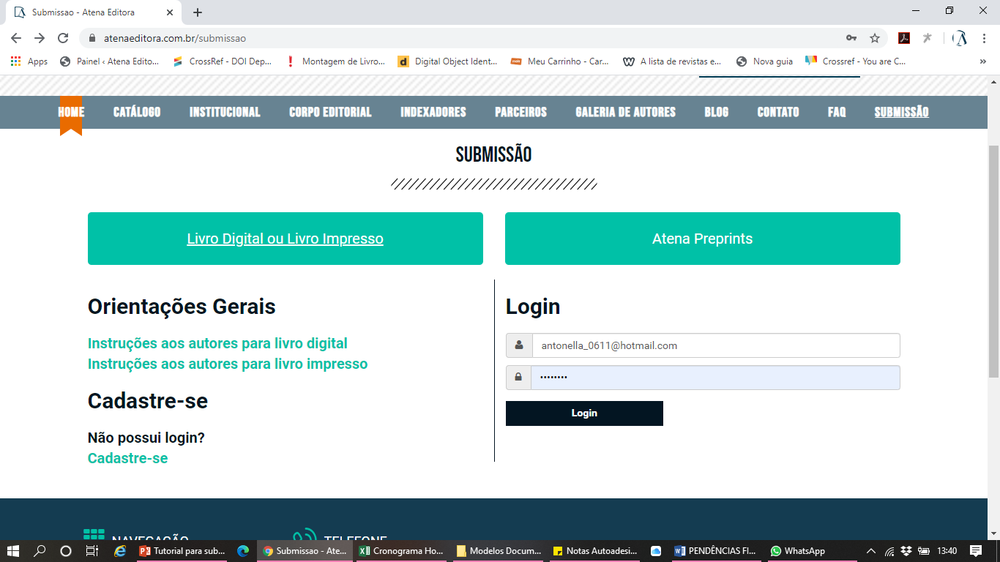 Submissao - Atena Editora
atenaeditora.com.br/submissao
Apps Painel ‹ Atena Edito... CrossRef - DOI Dep... Montagem de Livro... Digital Object Ident... Meu Carrinho - Car... A lista de revistas e... Nova guia Crossref - You are C... »
HOME CATÁLOGO INSTITUCIONAL CORPO EDITORIAL INDEXADORES PARCEIROS GALERIA DE AUTORES BLOG CONTATO FAQ SUBMISSÃO
SUBMISSÃO
Livro Digital ou Livro Impresso
Atena Preprints
Orientações Gerais
Instruções aos autores para livro digital
Instruções aos autores para livro impresso
Cadastre-se
Não possui login?
Cadastre-se
Login
antonella_0611@hotmail.com
••••••••
Login
NAVEGAÇÃO TELEFONE
Tutorial para sub... Submissao - Ate... Cronograma Ho... Modelos Docum... Notas Autoadesi... PENDÊNCIAS FI... WhatsApp 13:40